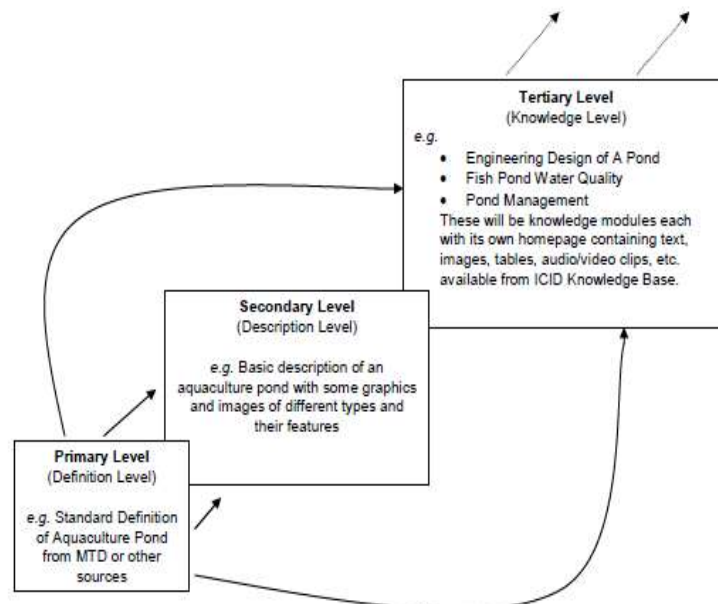 Tertiary Level
(Knowledge Level)
e.g.
• Engineering Design of A Pond
• Fish Pond Water Quality
• Pond Management
These will be knowledge modules each
with its own homepage containing text,
images, tables, audio/video clips, etc.
available from ICID Knowledge Base.
Secondary Level
(Description Level)
e.g. Basic description of an
aquaculture pond with some graphics
and images of different types and
their features
Primary Level
(Definition Level)
e.g. Standard Definition
of Aquaculture Pond
from MTD or other
sources